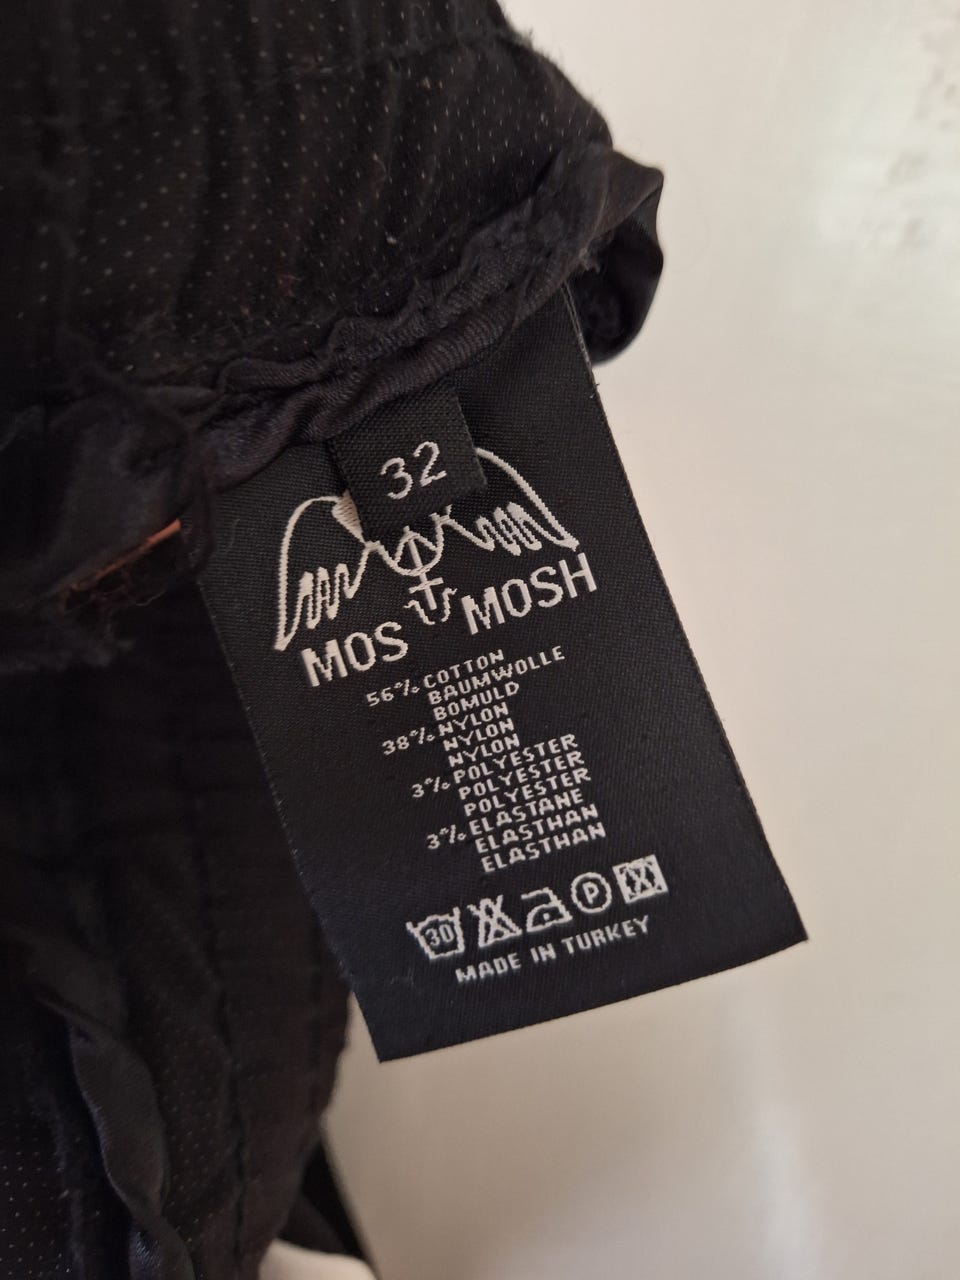 32
MOS MOSH
56% COTTON
BAUMWOLLE
BOMULD
38% NYLON
NYLON
NYLON
3% POLYESTER
POLYESTER
POLYESTER
3% ELASTANE
ELASTHAN
ELASTHAN
30 P
MADE IN TURKEY